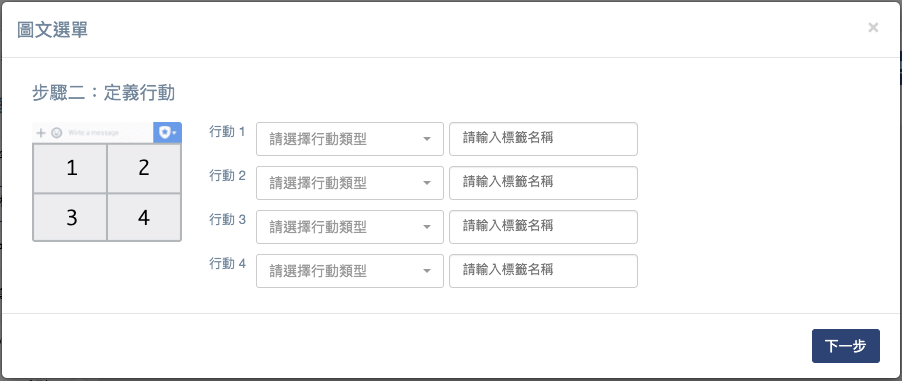 圖文選單
×
步驟二：定義行動
Write a message
1 2
3 4
行動 1 請選擇行動類型 請輸入標籤名稱
行動 2 請選擇行動類型 請輸入標籤名稱
行動 3 請選擇行動類型 請輸入標籤名稱
行動 4 請選擇行動類型 請輸入標籤名稱
下一步